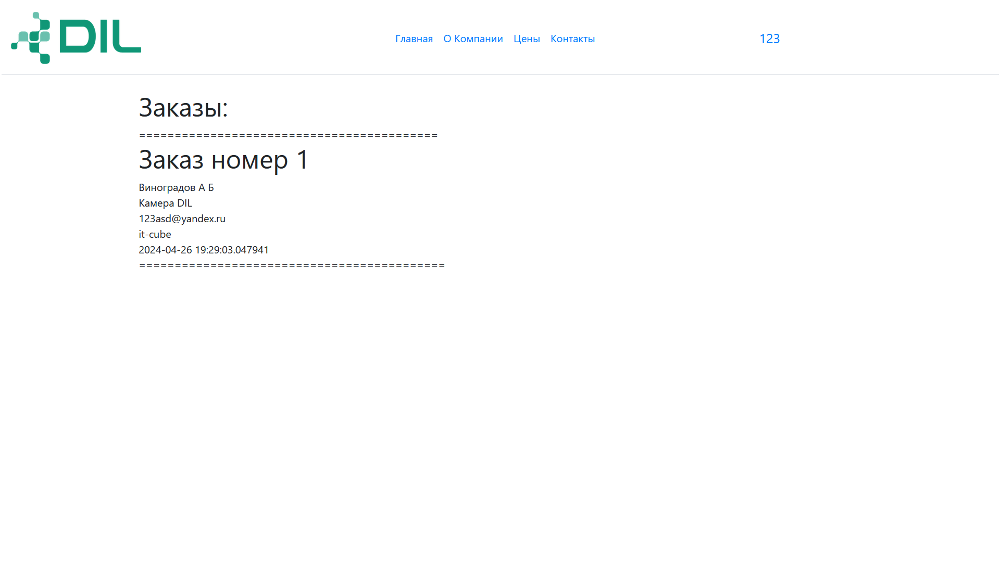 DIL
Главная О Компании Цены Контакты 123
Заказы:
==========================================
Заказ номер 1
Виноградов А Б
Камера DIL
123asd@yandex.ru
it-cube
2024-04-26 19:29:03.047941
===========================================